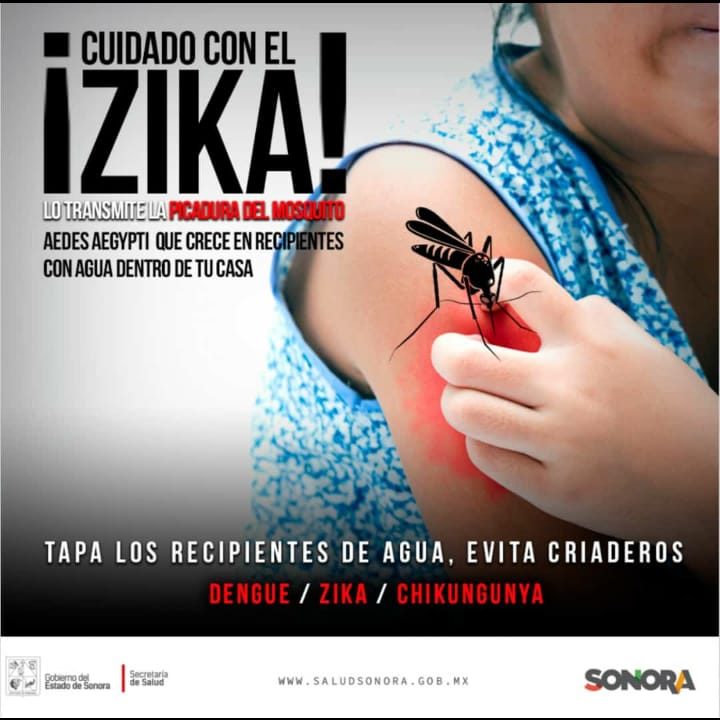 CUIDADO CON EL
¡ZIKA!
LO TRANSMITE LA PICADURA DEL MOSQUITO
AEDES AEGYPTI QUE CRECE EN RECIPIENTES
CON AGUA DENTRO DE TU CASA
TAPA LOS RECIPIENTES DE AGUA, EVITA CRIADEROS
DENGUE / ZIKA / CHIKUNGUNYA
Gobierno del
Estado de Sonora
Secretaría
de Salud
WWW.SALUDSONORA.GOB.MX
SONORA